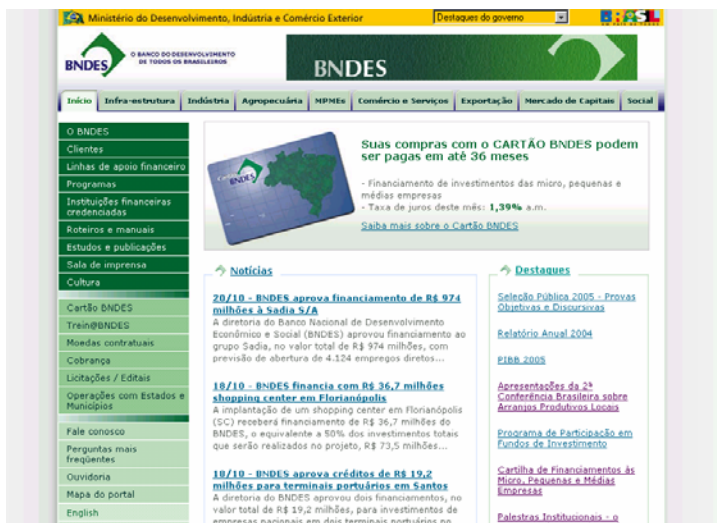 Ministério do Desenvolvimento, Indústria e Comércio Exterior
Destaques do governo
BRASIL
BNDES
O BANCO DO DESENVOLVIMENTO
DE TODOS OS BRASILEIROS
BNDES
Início Infra-estrutura Indústria Agropecuária MPMEs Comércio e Serviços Exportação Mercado de Capitais Social
O BNDES
Clientes
Linhas de apoio financeiro
Programas
Instituições financeiras
credenciadas
Roteiros e manuais
Estudos e publicações
Sala de imprensa
Cultura
Cartão BNDES
Trein@BNDES
Moedas contratuais
Cobrança
Licitações / Editais
Operações com Estados e
Municípios
Fale conosco
Perguntas mais
freqüentes
Ouvidoria
Mapa do portal
English
Cartão
BNDES
Suas compras com o CARTÃO BNDES podem
ser pagas em até 36 meses
- Financiamento de investimentos das micro, pequenas e
médias empresas
- Taxa de juros deste mês: 1,39% a.m.
Saiba mais sobre o Cartão BNDES
Notícias
20/10 - BNDES aprova financiamento de R$ 974
milhões à Sadia S/A
A diretoria do Banco Nacional de Desenvolvimento
Econômico e Social (BNDES) aprovou financiamento ao
grupo Sadia, no valor total de R$ 974 milhões, com
previsão de abertura de 4.124 empregos diretos...
18/10 - BNDES financia com R$ 36,7 milhões
shopping center em Florianópolis
A implantação de um shopping center em Florianópolis
(SC) receberá financiamento de R$ 36,7 milhões do
BNDES, o equivalente a 50% dos investimentos totais
que serão realizados no projeto, R$ 73,5 milhões...
18/10 - BNDES aprova créditos de R$ 19,2
milhões para terminais portuários em Santos
A diretoria do BNDES aprovou dois financiamentos, no
valor total de R$ 19,2 milhões, para investimentos de
empresas nacionais em dois terminais portuários no
Destaques
Seleção Pública 2005 - Provas
Objetivas e Discursivas
Relatório Anual 2004
PIBB 2005
Apresentações da 2ª
Conferência Brasileira sobre
Arranjos Produtivos Locais
Programa de Participação em
Fundos de Investimento
Cartilha de Financiamentos às
Micro, Pequenas e Médias
Empresas
Palestras Institucionais - o